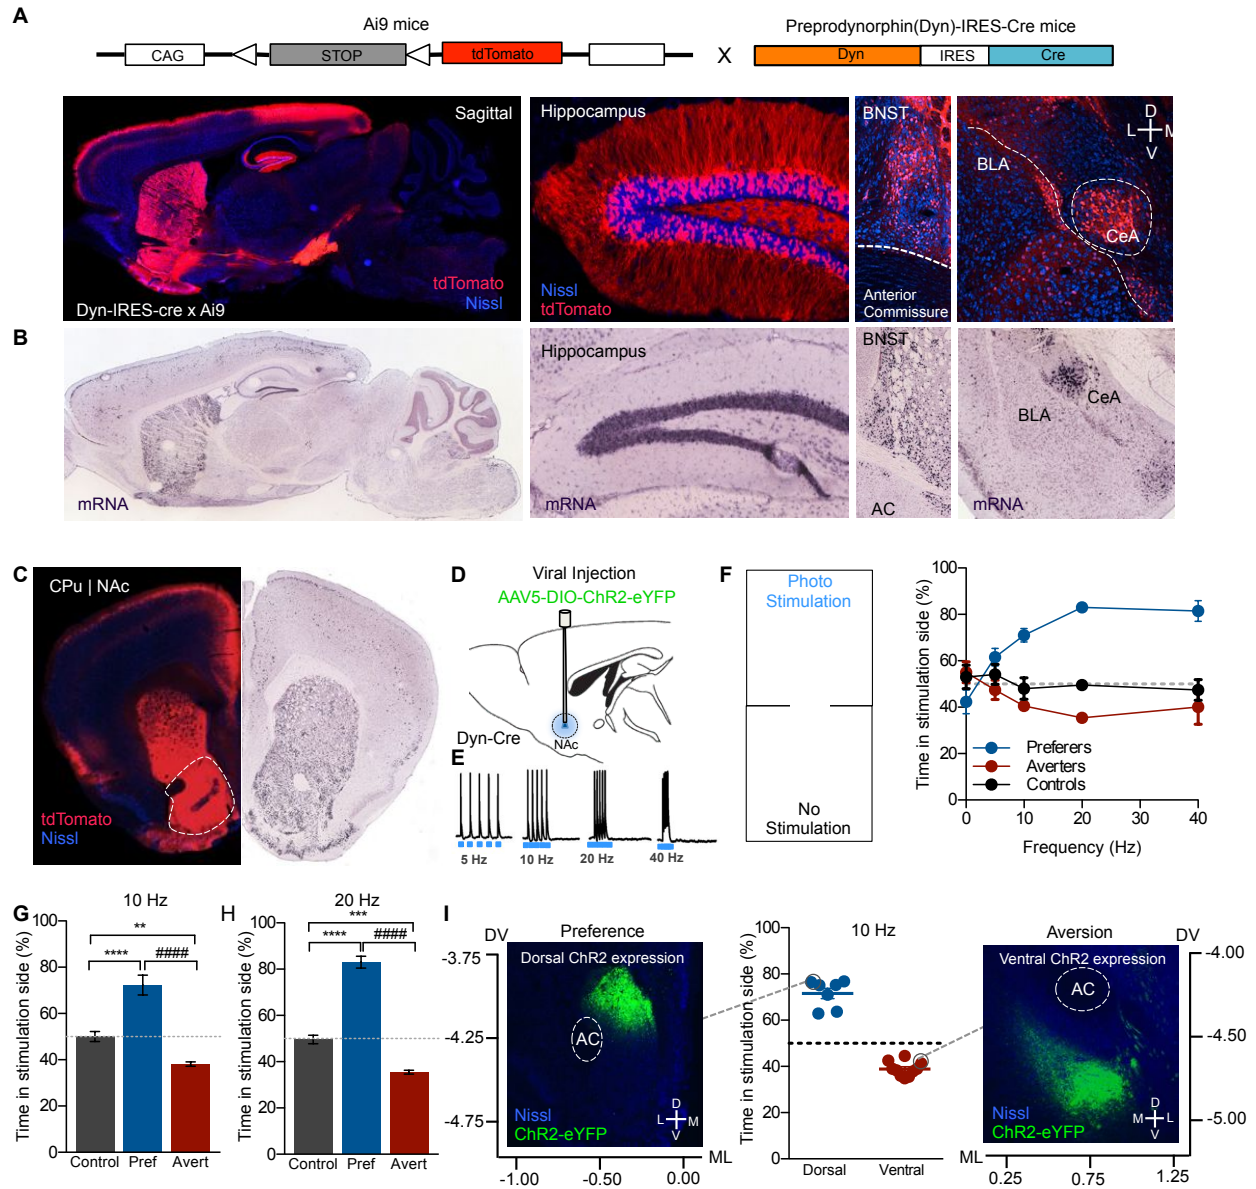 A
Ai9 mice
Preprodynorphin(Dyn)-IRES-Cre mice
CAG
STOP
tdTomato
X
Dyn
IRES
Cre
Sagittal
tdTomato
Nissl
Dyn-IRES-cre x Ai9
Hippocampus
Nissl
tdTomato
BNST
Anterior
Commissure
D
L M
V
BLA
CeA
B
mRNA
Hippocampus
mRNA
BNST
AC
CeA
BLA
mRNA
C
CPu | NAc
tdTomato
Nissl
D
Viral Injection
AAV5-DIO-ChR2-eYFP
Dyn-Cre
NAc
E
5 Hz
10 Hz
20 Hz
40 Hz
F
Photo
Stimulation
No
Stimulation
Time in stimulation side (%)
100
80
60
40
20
0
Preferers
Averters
Controls
0
10
20
30
40
Frequency (Hz)
G
10 Hz
Time in stimulation side (%)
100
80
60
40
20
0
**
****
####
Control
Pref
Avert
H
20 Hz
Time in stimulation side (%)
100
80
60
40
20
0
***
****
####
Control
Pref
Avert
I
Preference
DV
-3.75
-4.25
-4.75
Dorsal ChR2 expression
AC
Nissl
ChR2-eYFP
D
L M
V
ML
-1.00
-0.50
0.00
10 Hz
Time in stimulation side (%)
100
80
60
40
20
0
Dorsal
Ventral
Aversion
DV
-4.00
-4.50
-5.00
Ventral ChR2 expression
AC
Nissl
ChR2-eYFP
D
M L
V
ML
0.25
0.75
1.25